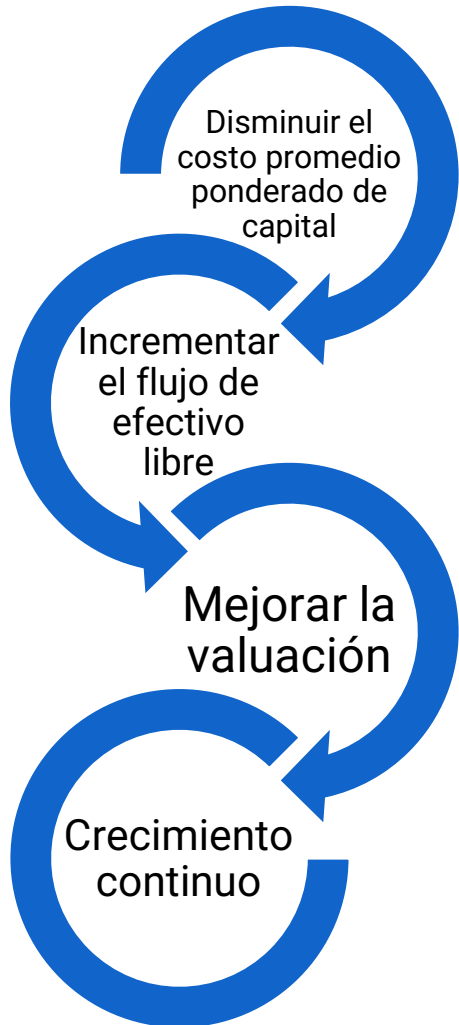 Disminuir el
costo promedio
ponderado de
capital
Incrementar
el flujo de
efectivo
libre
Mejorar la
valuación
Crecimiento
continuo